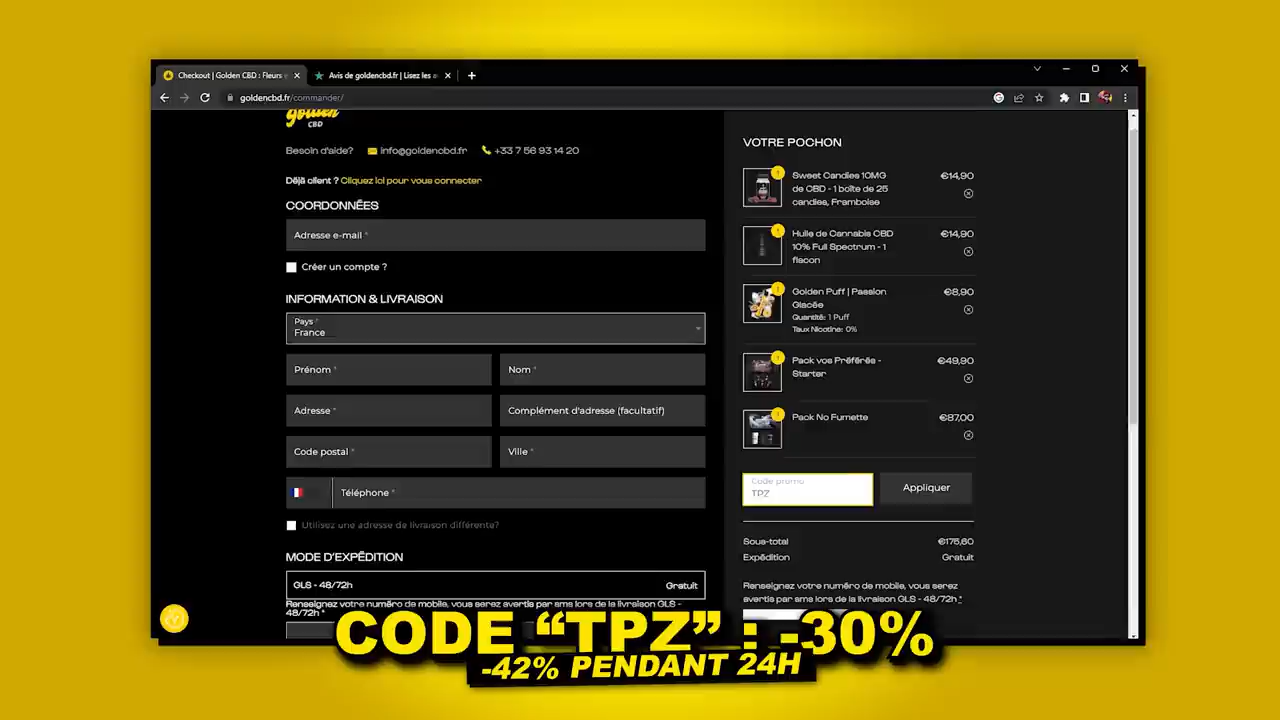 Checkout | Golden CBD : Fleurs
Avis de goldencbd.fr | Lisez les
goldencbd.fr/commander/
golden
CBD
Besoin d'aide?
info@goldencbd.fr
+33 7 56 93 14 20
Déjà client ? Cliquez ici pour vous connecter
COORDONNÉES
Adresse e-mail *
Créer un compte ?
INFORMATION & LIVRAISON
Pays *
France
Prénom *
Nom *
Adresse *
Complément d'adresse (facultatif)
Code postal *
Ville *
Téléphone *
Utilisez une adresse de livraison différente?
MODE D'EXPÉDITION
GLS - 48/72h
Gratuit
Renseignez votre numéro de mobile, vous serez avertis par sms lors de la livraison GLS -
48/72h *
VOTRE POCHON
1
Sweet Candies 10MG
€14,90
de CBD - 1 boîte de 25
candies, Framboise
1
Huile de Cannabis CBD
€14,90
10% Full Spectrum - 1
flacon
1
Golden Puff | Passion
€8,90
Glacée
Quantité: 1 Puff
Taux Nicotine: 0%
1
Pack vos Préférés -
€49,90
Starter
1
Pack No Fumette
€87,00
Code promo
TPZ
Appliquer
Sous-total
€175,60
Expédition
Gratuit
Renseignez votre numéro de mobile, vous serez
avertis par sms lors de la livraison GLS - 48/72h *
CODE “TPZ” : -30%
-42% PENDANT 24H